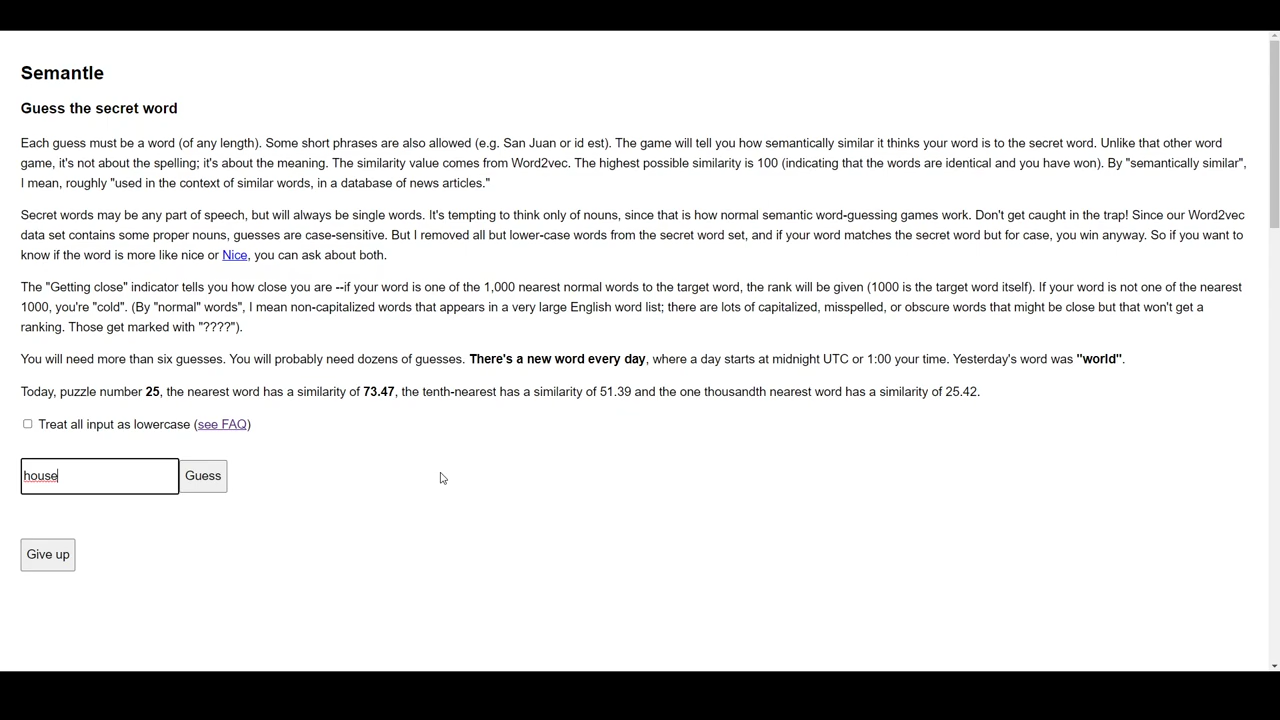 Semantle
Guess the secret word
Each guess must be a word (of any length). Some short phrases are also allowed (e.g. San Juan or id est). The game will tell you how semantically similar it thinks your word is to the secret word. Unlike that other word
game, it's not about the spelling; it's about the meaning. The similarity value comes from Word2vec. The highest possible similarity is 100 (indicating that the words are identical and you have won). By "semantically similar",
I mean, roughly "used in the context of similar words, in a database of news articles."
Secret words may be any part of speech, but will always be single words. It's tempting to think only of nouns, since that is how normal semantic word-guessing games work. Don't get caught in the trap! Since our Word2vec
data set contains some proper nouns, guesses are case-sensitive. But I removed all but lower-case words from the secret word set, and if your word matches the secret word but for case, you win anyway. So if you want to
know if the word is more like nice or Nice, you can ask about both.
The "Getting close" indicator tells you how close you are --if your word is one of the 1,000 nearest normal words to the target word, the rank will be given (1000 is the target word itself). If your word is not one of the nearest
1000, you're "cold". (By "normal" words", I mean non-capitalized words that appears in a very large English word list; there are lots of capitalized, misspelled, or obscure words that might be close but that won't get a
ranking. Those get marked with "????").
You will need more than six guesses. You will probably need dozens of guesses. There's a new word every day, where a day starts at midnight UTC or 1:00 your time. Yesterday's word was "world".
Today, puzzle number 25, the nearest word has a similarity of 73.47, the tenth-nearest has a similarity of 51.39 and the one thousandth nearest word has a similarity of 25.42.
Treat all input as lowercase (see FAQ)
house Guess
Give up